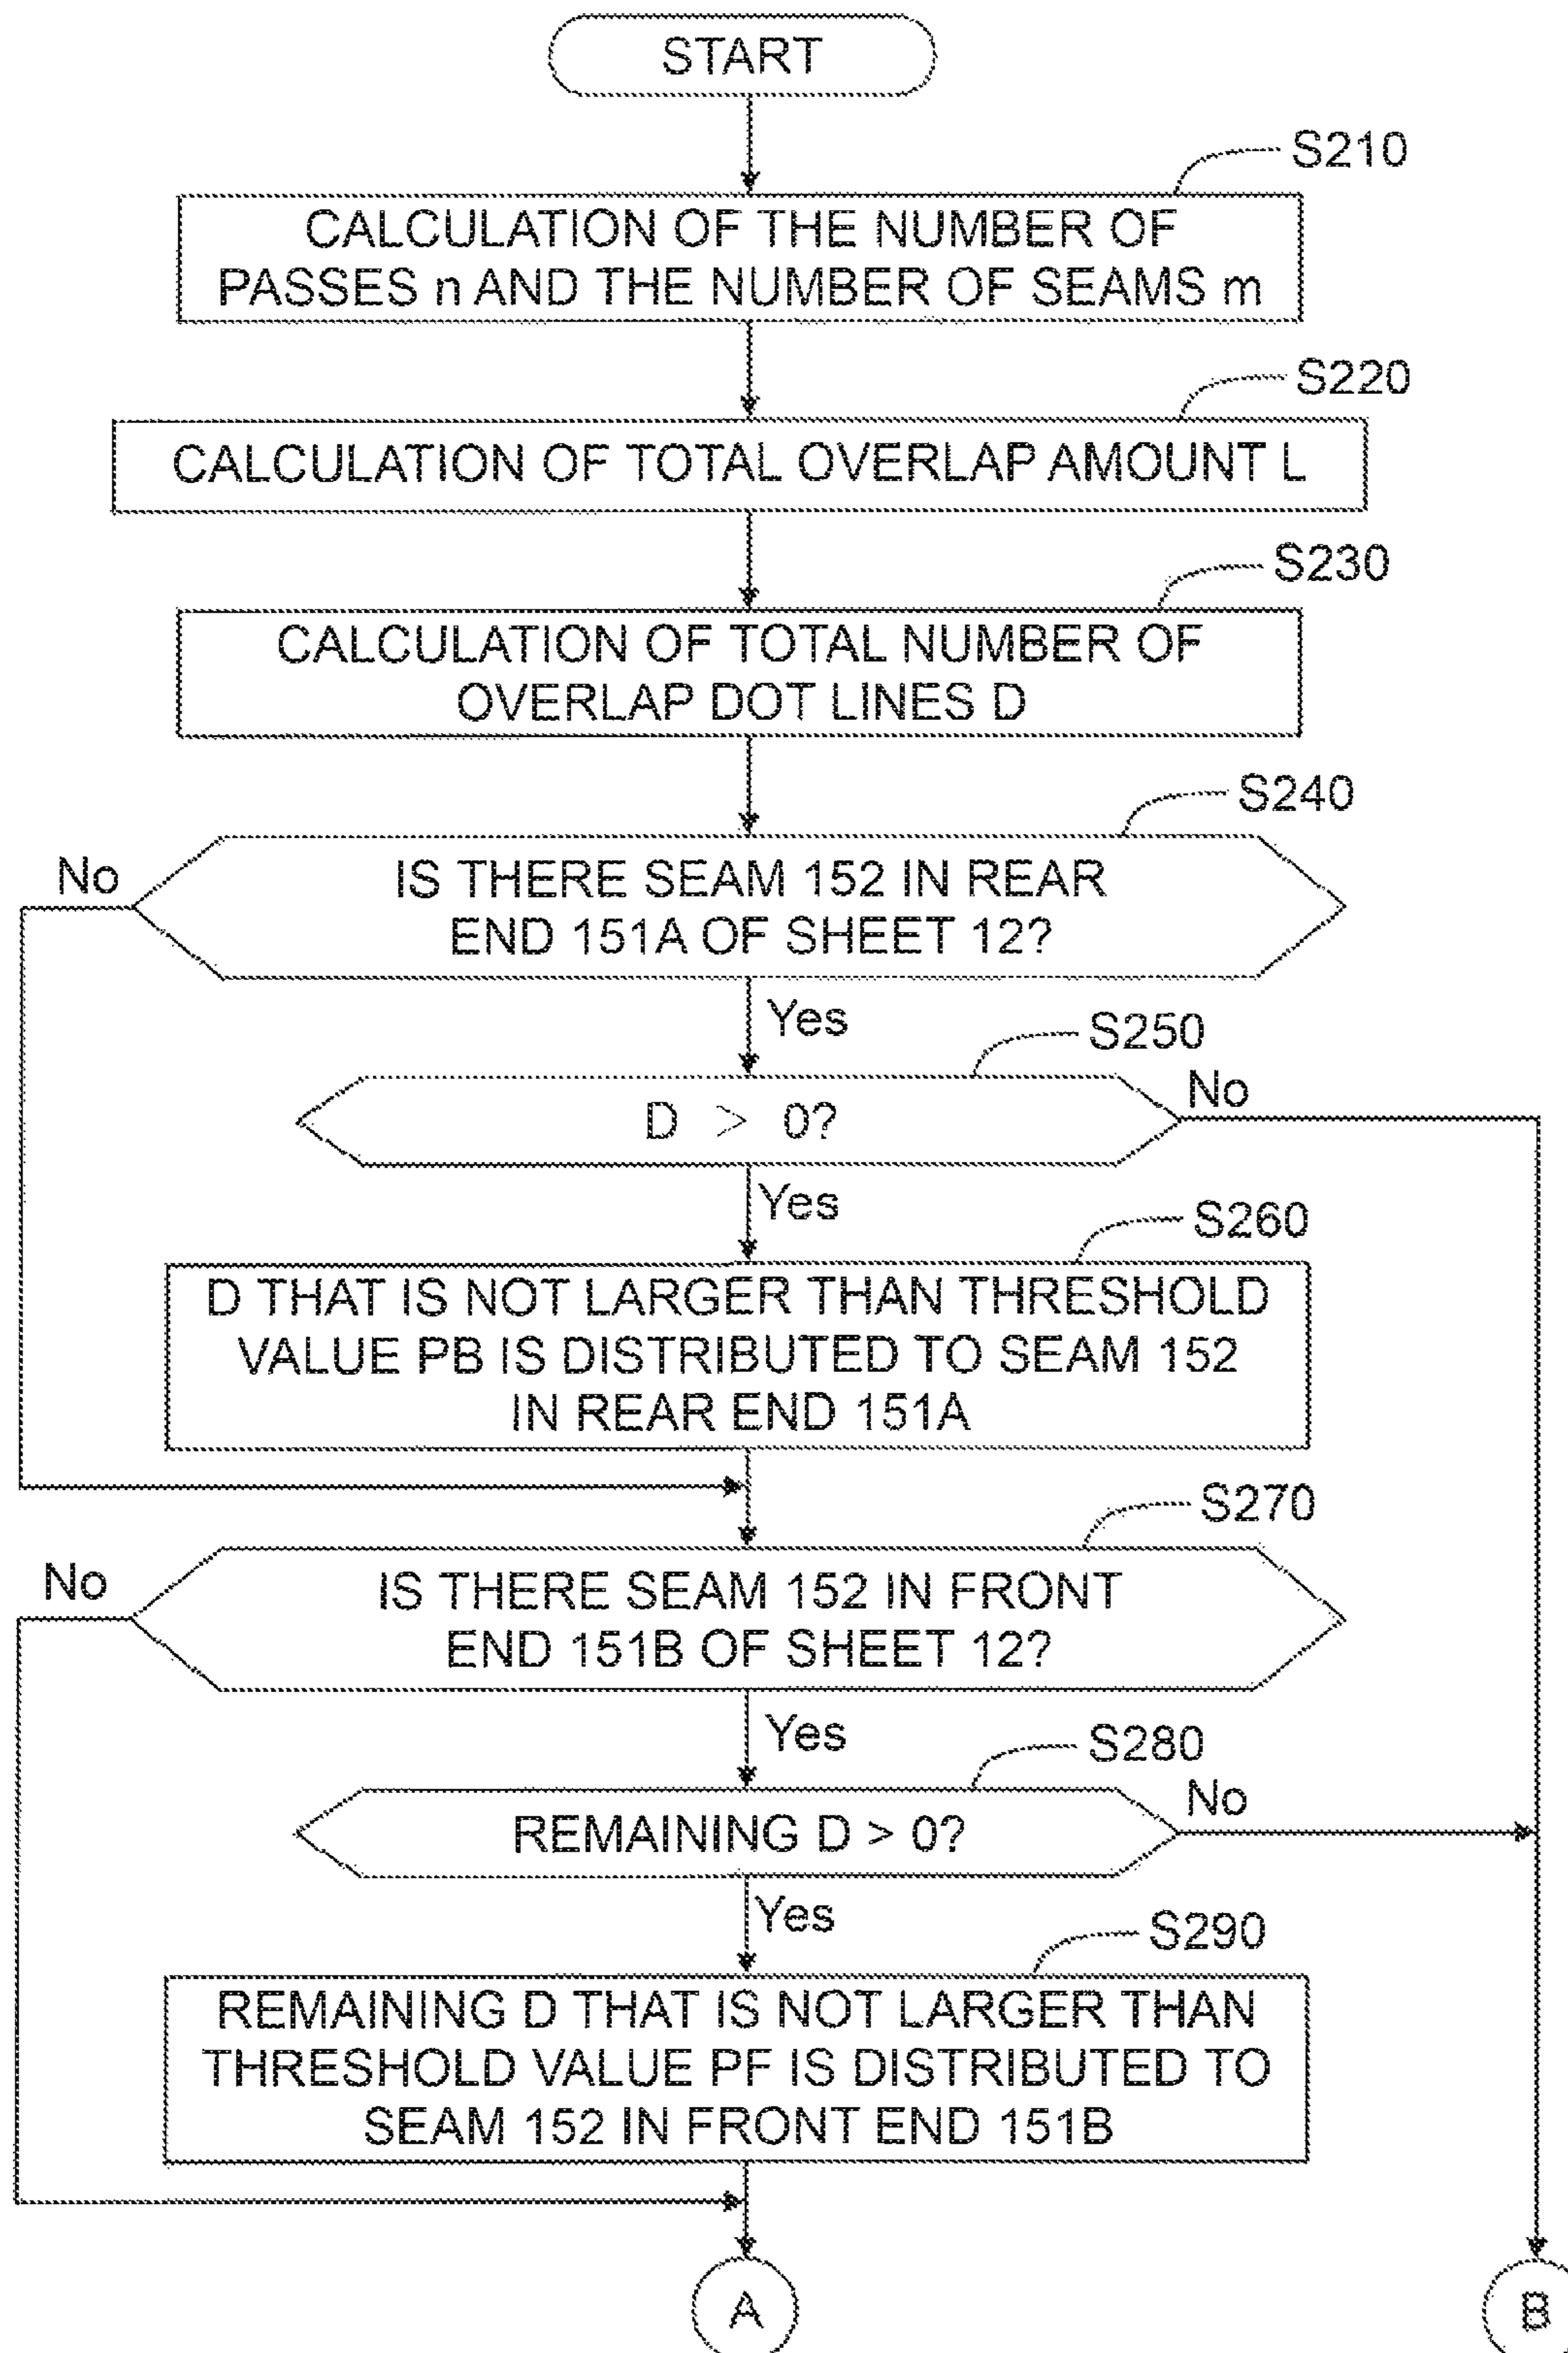 START
S210
CALCULATION OF THE NUMBER OF
PASSES n AND THE NUMBER OF SEAMS m
S220
CALCULATION OF TOTAL OVERLAP AMOUNT L
S230
CALCULATION OF TOTAL NUMBER OF
OVERLAP DOT LINES D
S240
No
IS THERE SEAM 152 IN REAR
END 151A OF SHEET 12?
Yes
S250
D > 0?
No
Yes
S260
D THAT IS NOT LARGER THAN THRESHOLD
VALUE PB IS DISTRIBUTED TO SEAM 152
IN REAR END 151A
S270
No
IS THERE SEAM 152 IN FRONT
END 151B OF SHEET 12?
Yes
S280
REMAINING D > 0?
No
Yes
S290
REMAINING D THAT IS NOT LARGER THAN
THRESHOLD VALUE PF IS DISTRIBUTED TO
SEAM 152 IN FRONT END 151B
A
B